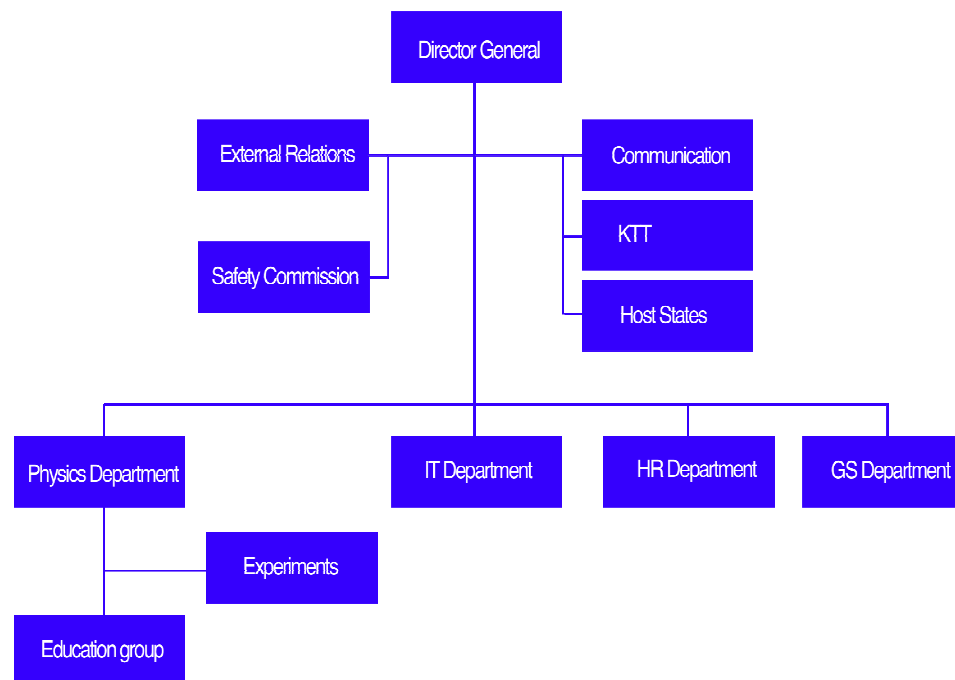 Director General
External Relations
Communication
KTT
Safety Commission
Host States
Physics Department
IT Department
HR Department
GS Department
Experiments
Education group